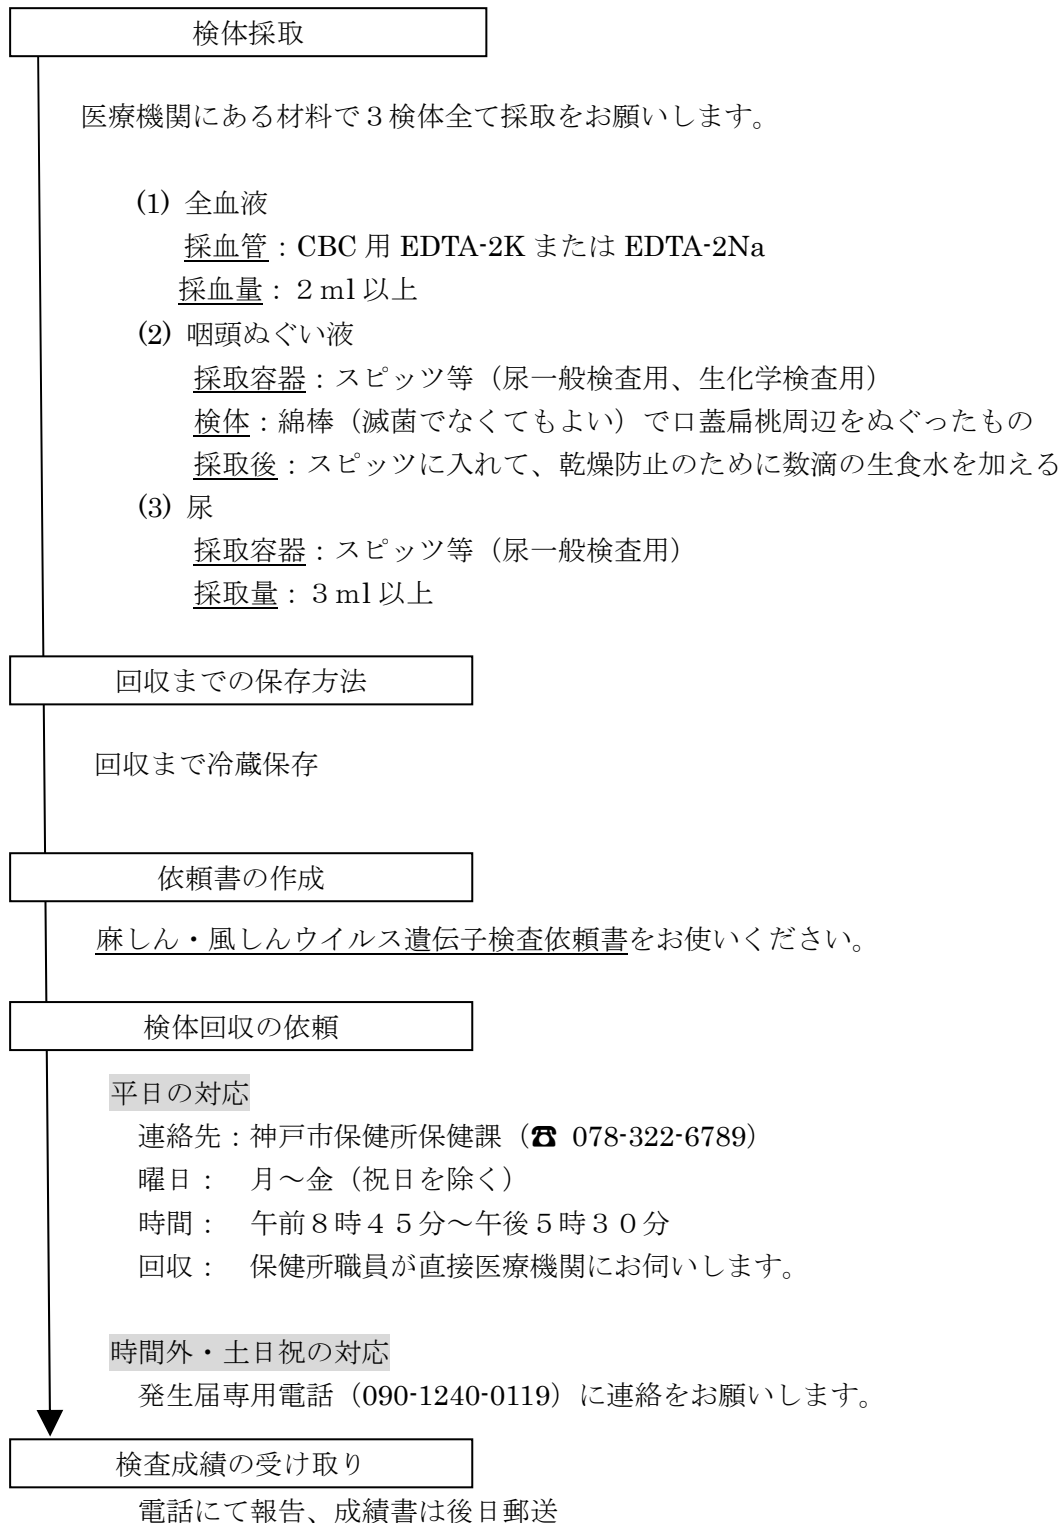 検体採取
医療機関にある材料で３検体全て採取をお願いします。
(1) 全血液
採血管：CBC 用 EDTA-2K または EDTA-2Na
採血量：２ml 以上
(2) 咽頭ぬぐい液
採取容器：スピッツ等（尿一般検査用、生化学検査用）
検体：綿棒（滅菌でなくてもよい）で口蓋扁桃周辺をぬぐったもの
採取後：スピッツに入れて、乾燥防止のために数滴の生食水を加える
(3) 尿
採取容器：スピッツ等（尿一般検査用）
採取量：３ml 以上
回収までの保存方法
回収まで冷蔵保存
依頼書の作成
麻しん・風しんウイルス遺伝子検査依頼書をお使いください。
検体回収の依頼
平日の対応
連絡先：神戸市保健所保健課（☎ 078-322-6789）
曜日：　月～金（祝日を除く）
時間：　午前８時４５分～午後５時３０分
回収：　保健所職員が直接医療機関にお伺いします。
時間外・土日祝の対応
発生届専用電話（090-1240-0119）に連絡をお願いします。
検査成績の受け取り
電話にて報告、成績書は後日郵送